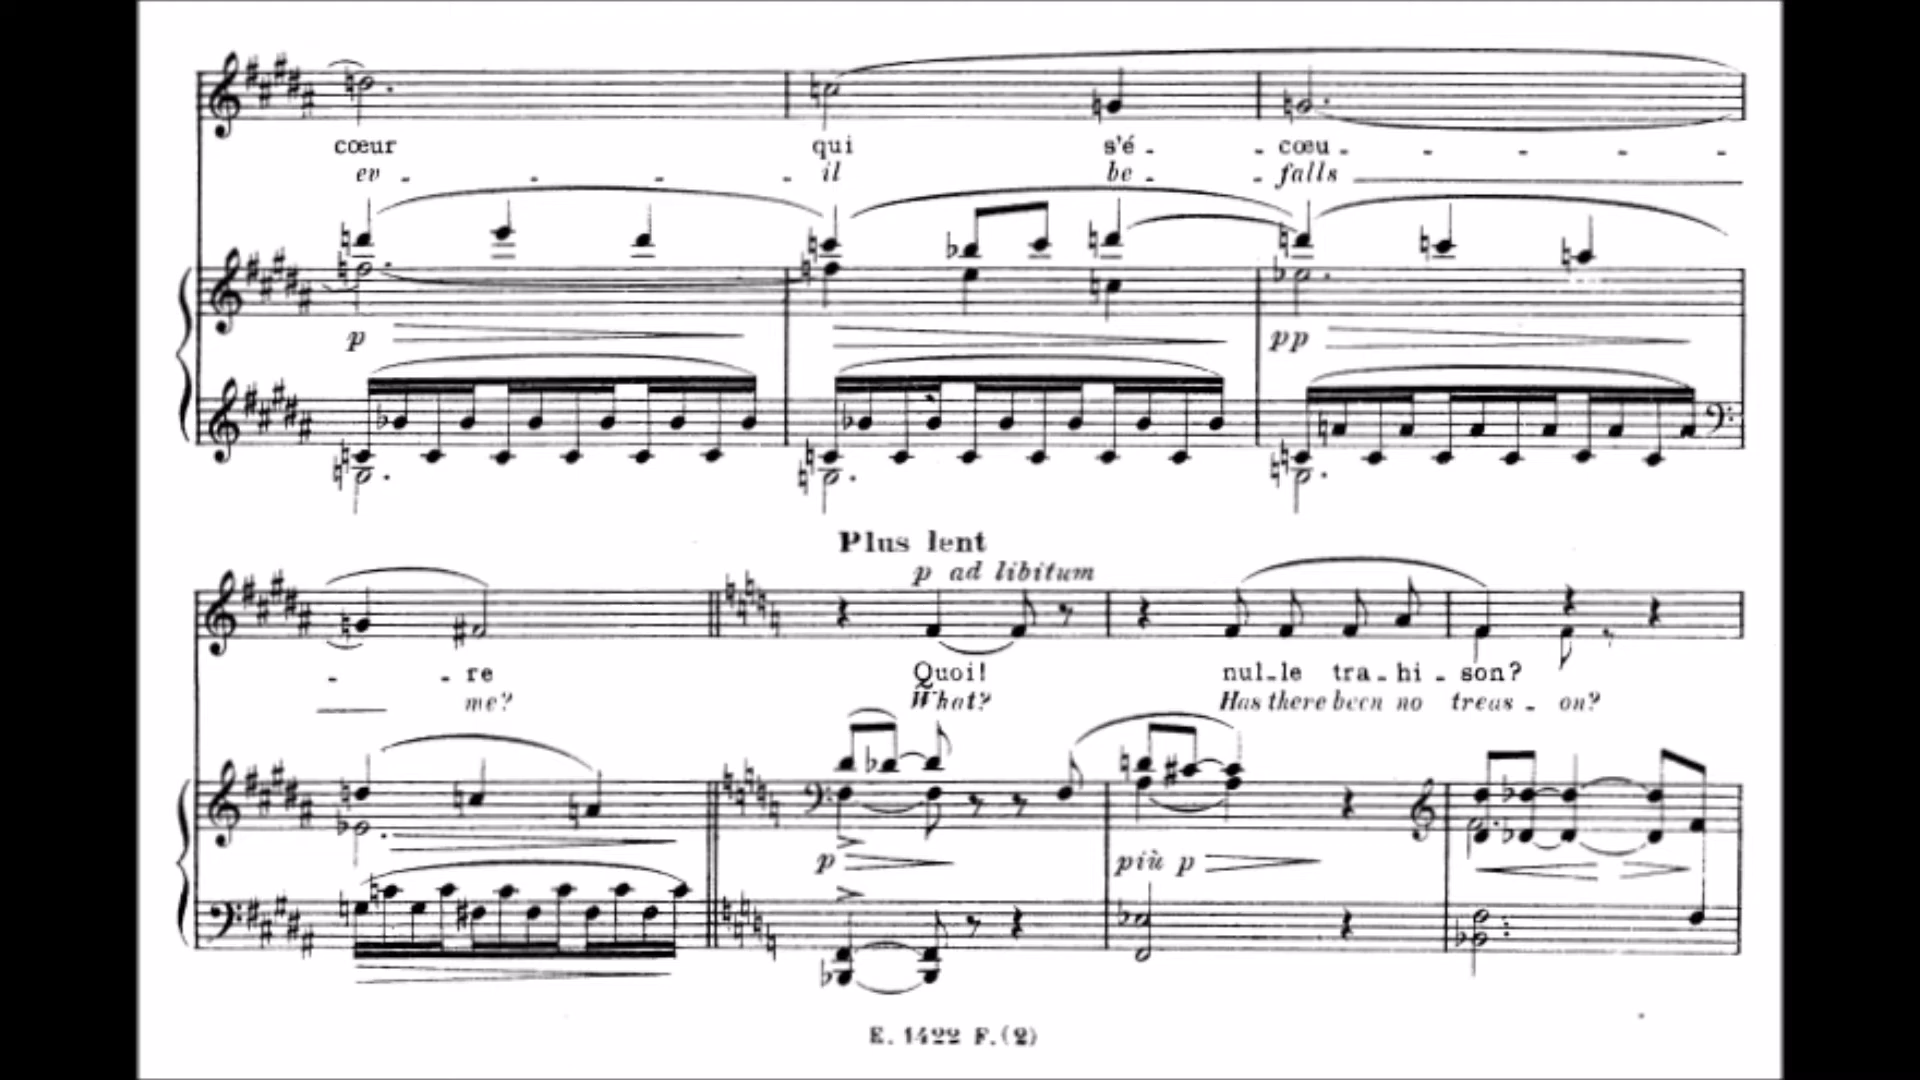 cœur qui s'é - - cœu - - - - -
ev - - - - il be - - falls
p pp
Plus lent
p ad libitum
- - re Quoi! nul - le tra - hi - son?
me? What? Has there been no treas - on?
p più p
E. 1422 F. (2)